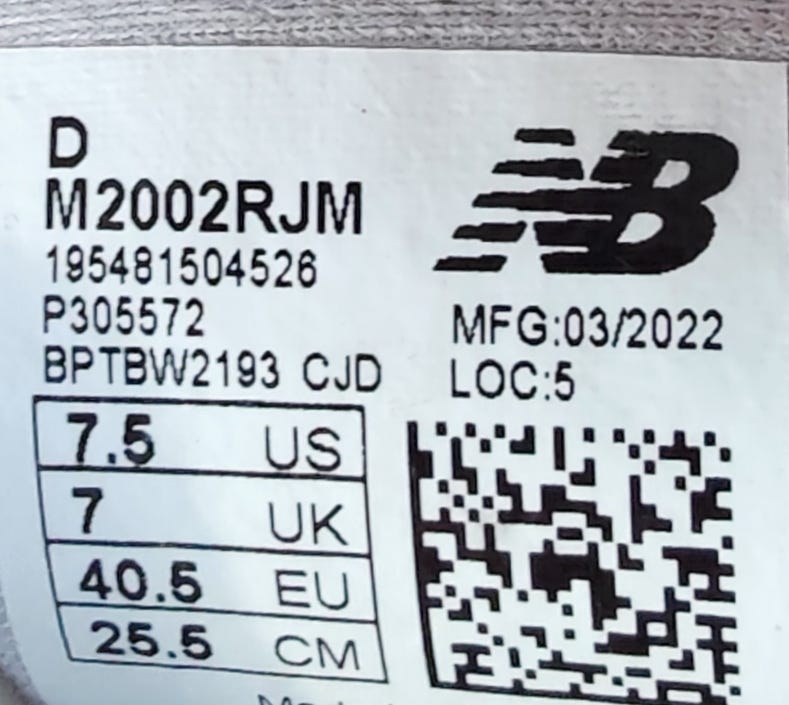 D
M2002RJM
195481504526
P305572
BPTBW2193 CJD
NB
MFG:03/2022
LOC:5
7.5 US
7 UK
40.5 EU
25.5 CM